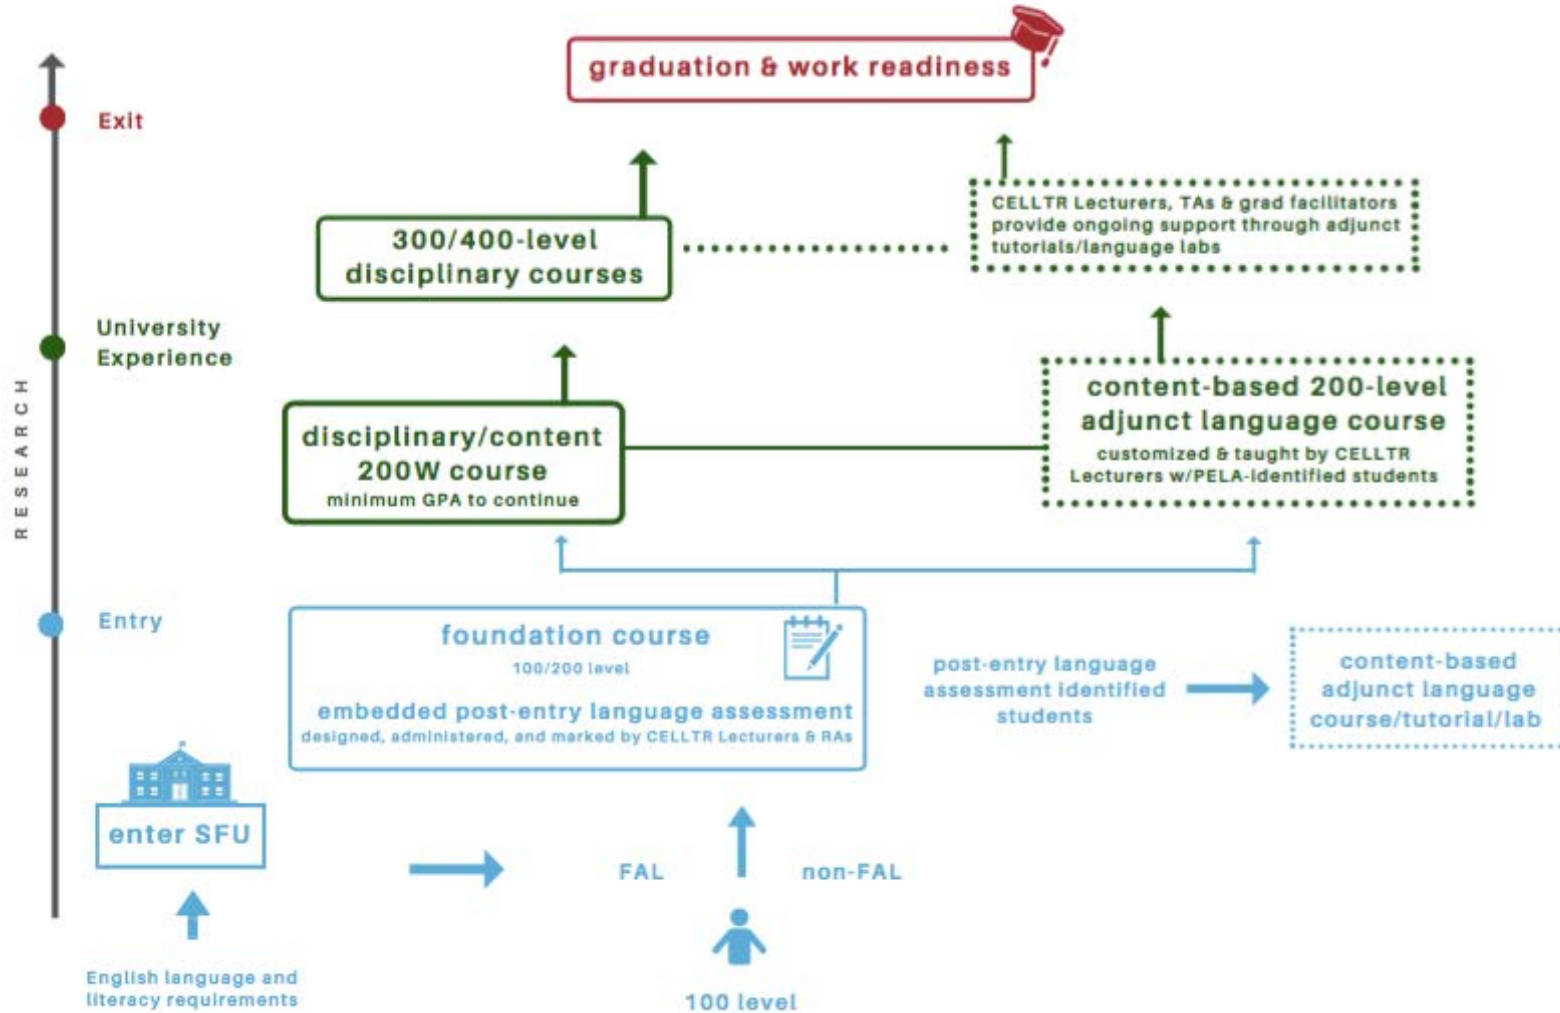 graduation & work readiness
Exit
CELLTR Lecturers, TAs & grad facilitators
provide ongoing support through adjunct
tutorials/language labs
300/400-level
disciplinary courses
University
Experience
RESEARCH
content-based 200-level
adjunct language course
customized & taught by CELLTR
Lecturers w/PELA-identified students
disciplinary/content
200W course
minimum GPA to continue
Entry
foundation course
100/200 level
embedded post-entry language assessment
designed, administered, and marked by CELLTR Lecturers & RAs
post-entry language
assessment identified
students
content-based
adjunct language
course/tutorial/lab
enter SFU
FAL
non-FAL
English language and
literacy requirements
100 level